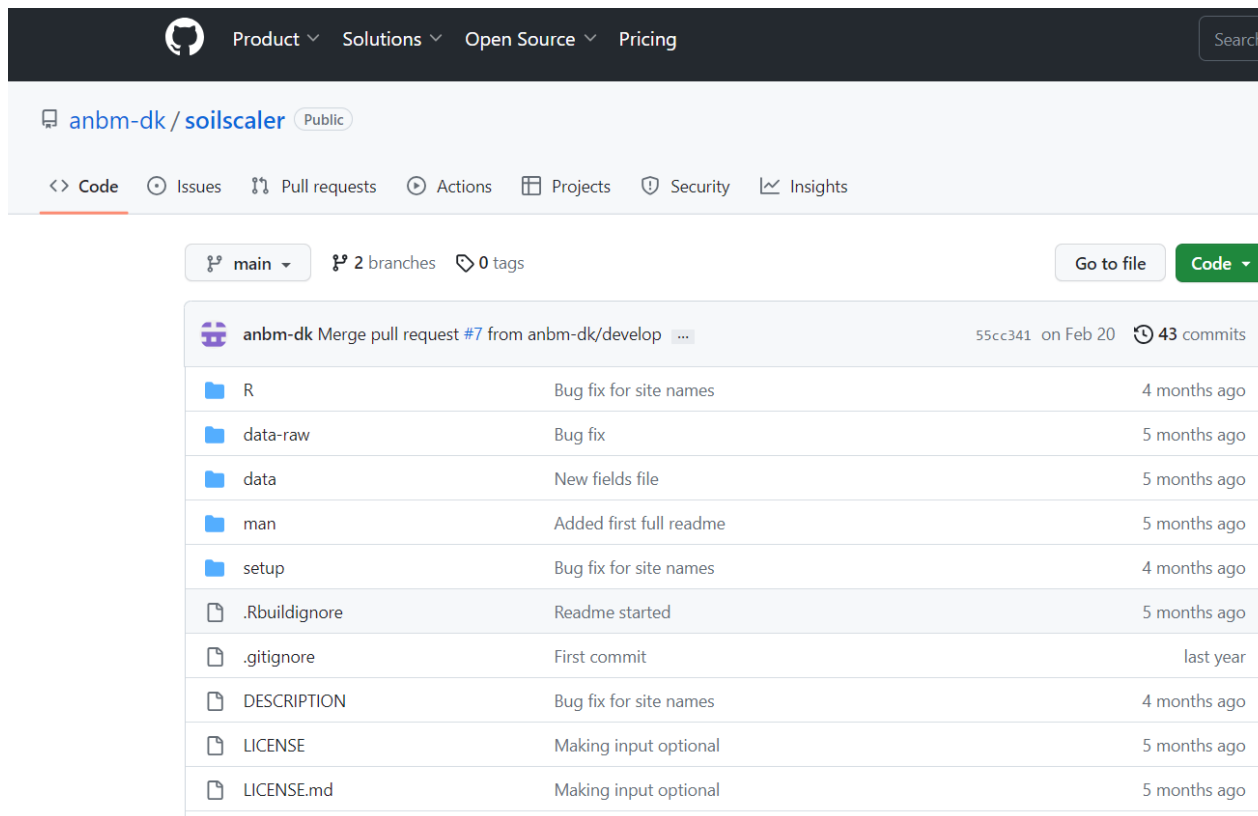 Product Solutions Open Source Pricing
anbm-dk / soilscaler Public
<> Code Issues Pull requests Actions Projects Security Insights
main 2 branches 0 tags Go to file Code
anbm-dk Merge pull request #7 from anbm-dk/develop ... 55cc341 on Feb 20 43 commits
R Bug fix for site names 4 months ago
data-raw Bug fix 5 months ago
data New fields file 5 months ago
man Added first full readme 5 months ago
setup Bug fix for site names 4 months ago
.Rbuildignore Readme started 5 months ago
.gitignore First commit last year
DESCRIPTION Bug fix for site names 4 months ago
LICENSE Making input optional 5 months ago
LICENSE.md Making input optional 5 months ago